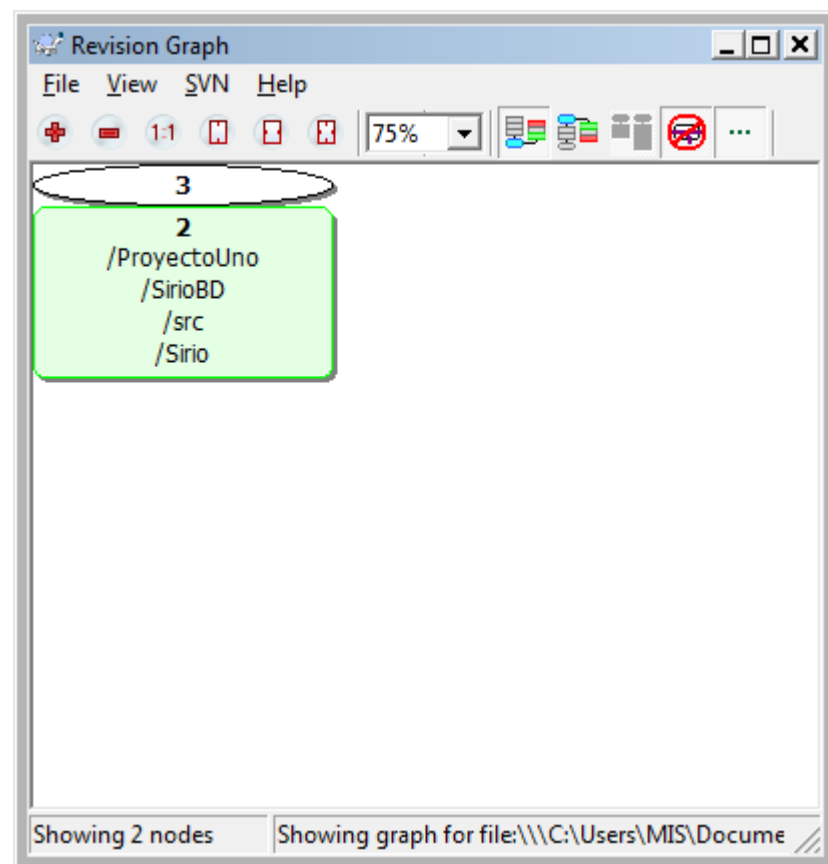 Revision Graph
File View SVN Help
1:1 75%
3
2
/ProyectoUno
/SirioBD
/src
/Sirio
Showing 2 nodes Showing graph for file:\\\C:\Users\MIS\Docume